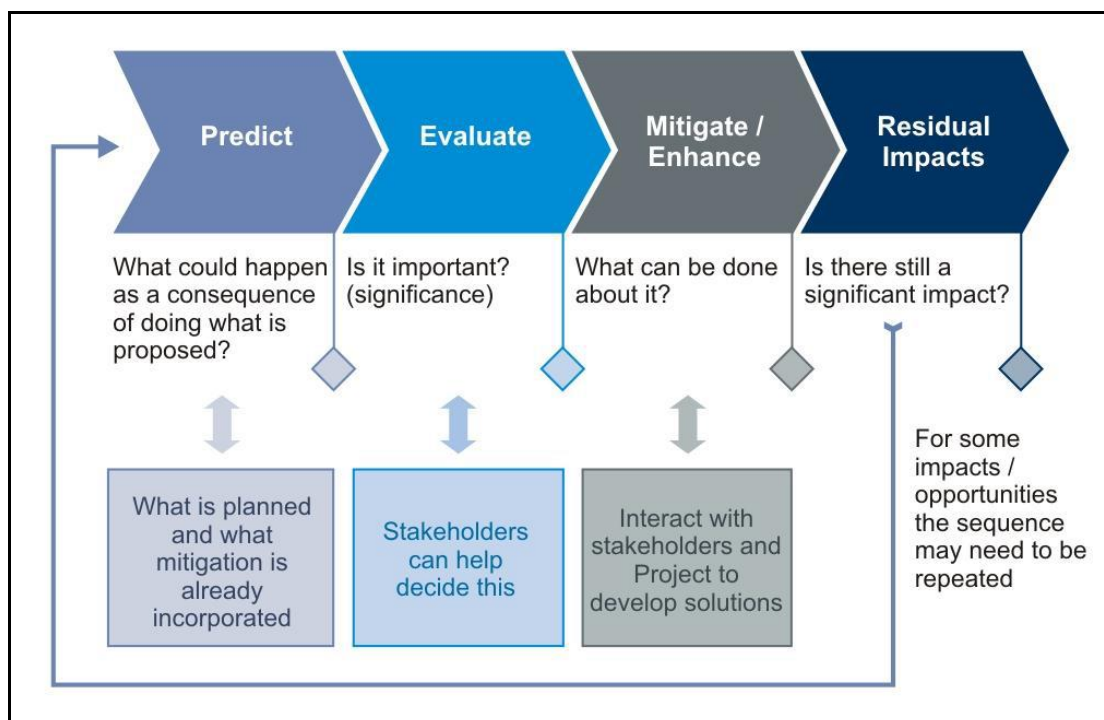 Predict
Evaluate
Mitigate /
Enhance
Residual
Impacts
What could happen
as a consequence
of doing what is
proposed?
Is it important?
(significance)
What can be done
about it?
Is there still a
significant impact?
What is planned
and what
mitigation is
already
incorporated
Stakeholders
can help
decide this
Interact with
stakeholders and
Project to
develop solutions
For some
impacts /
opportunities
the sequence
may need to be
repeated